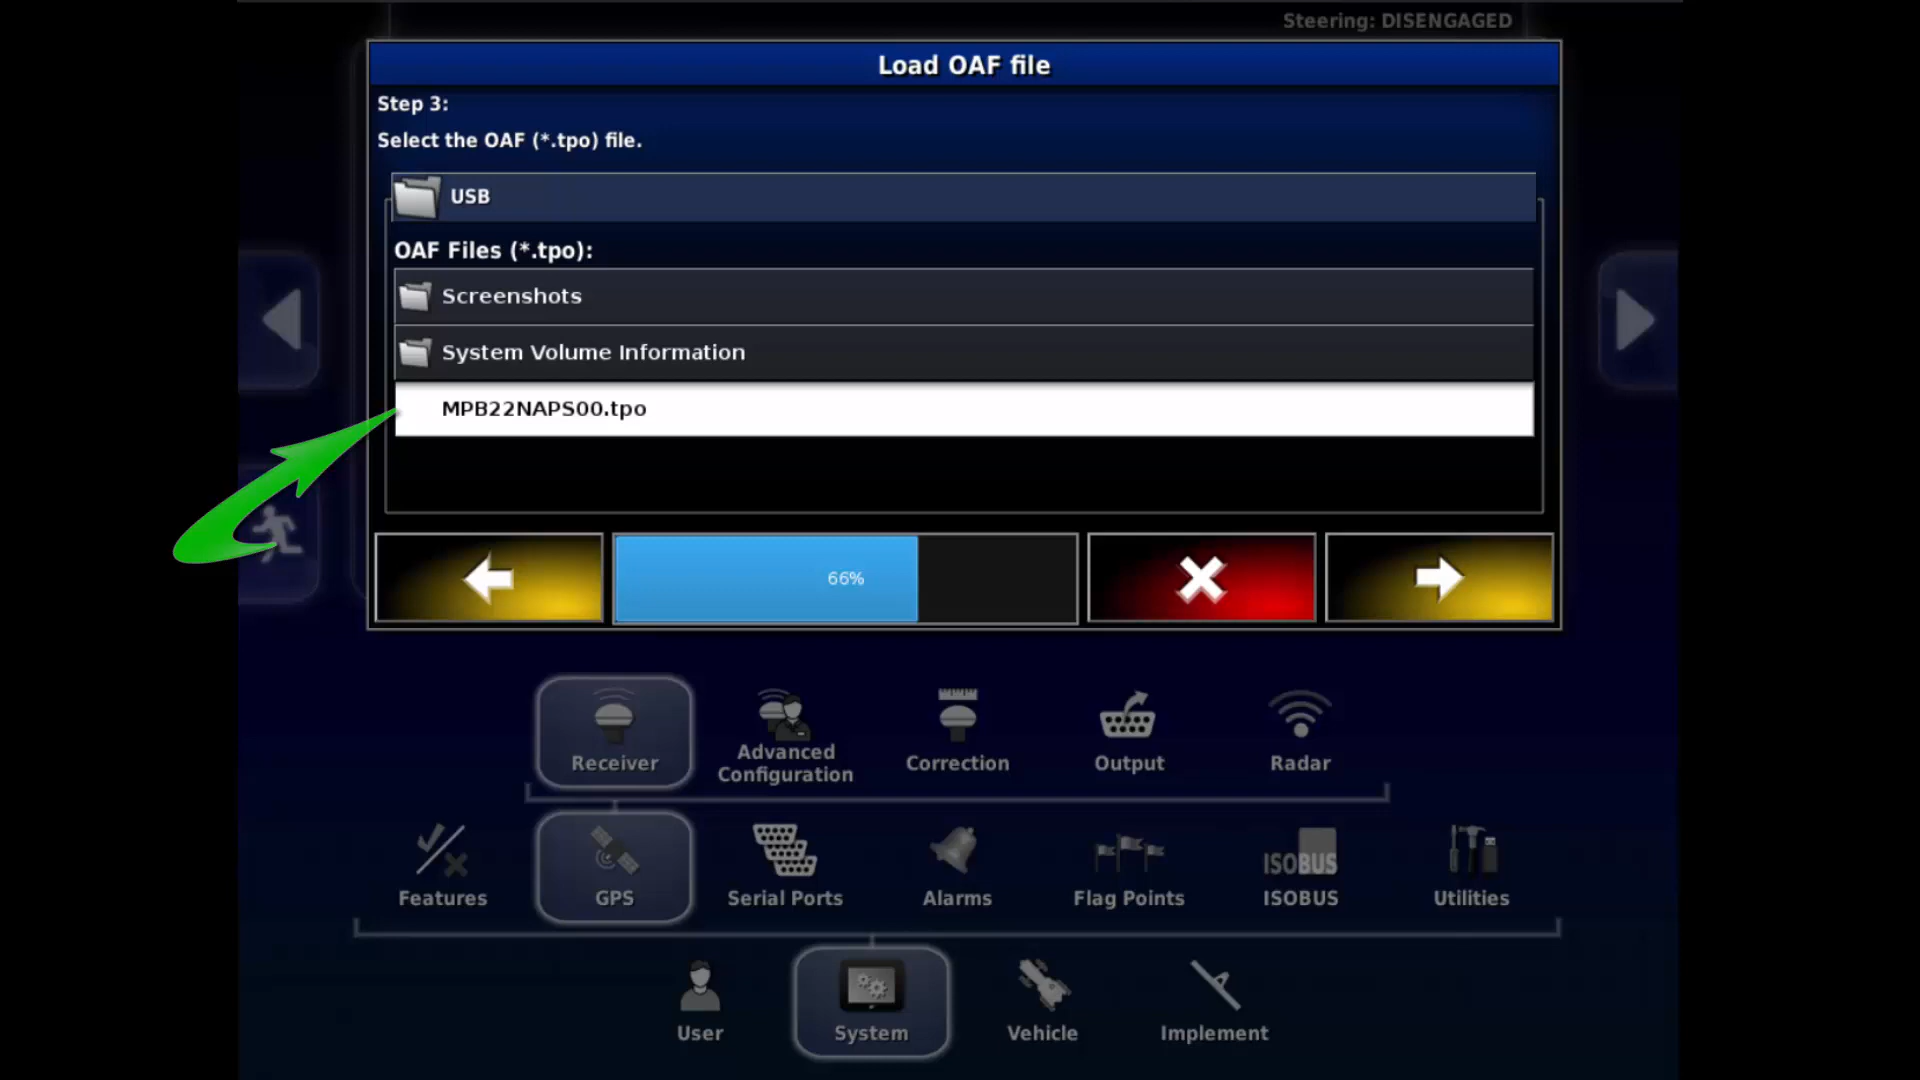 Steering: DISENGAGED
Load OAF file
Step 3:
Select the OAF (*.tpo) file.
USB
OAF Files (*.tpo):
Screenshots
System Volume Information
MPB22NAPS00.tpo
66%
Receiver
Advanced
Configuration
Correction
Output
Radar
ISOBUS
Features
GPS
Serial Ports
Alarms
Flag Points
ISOBUS
Utilities
User
System
Vehicle
Implement